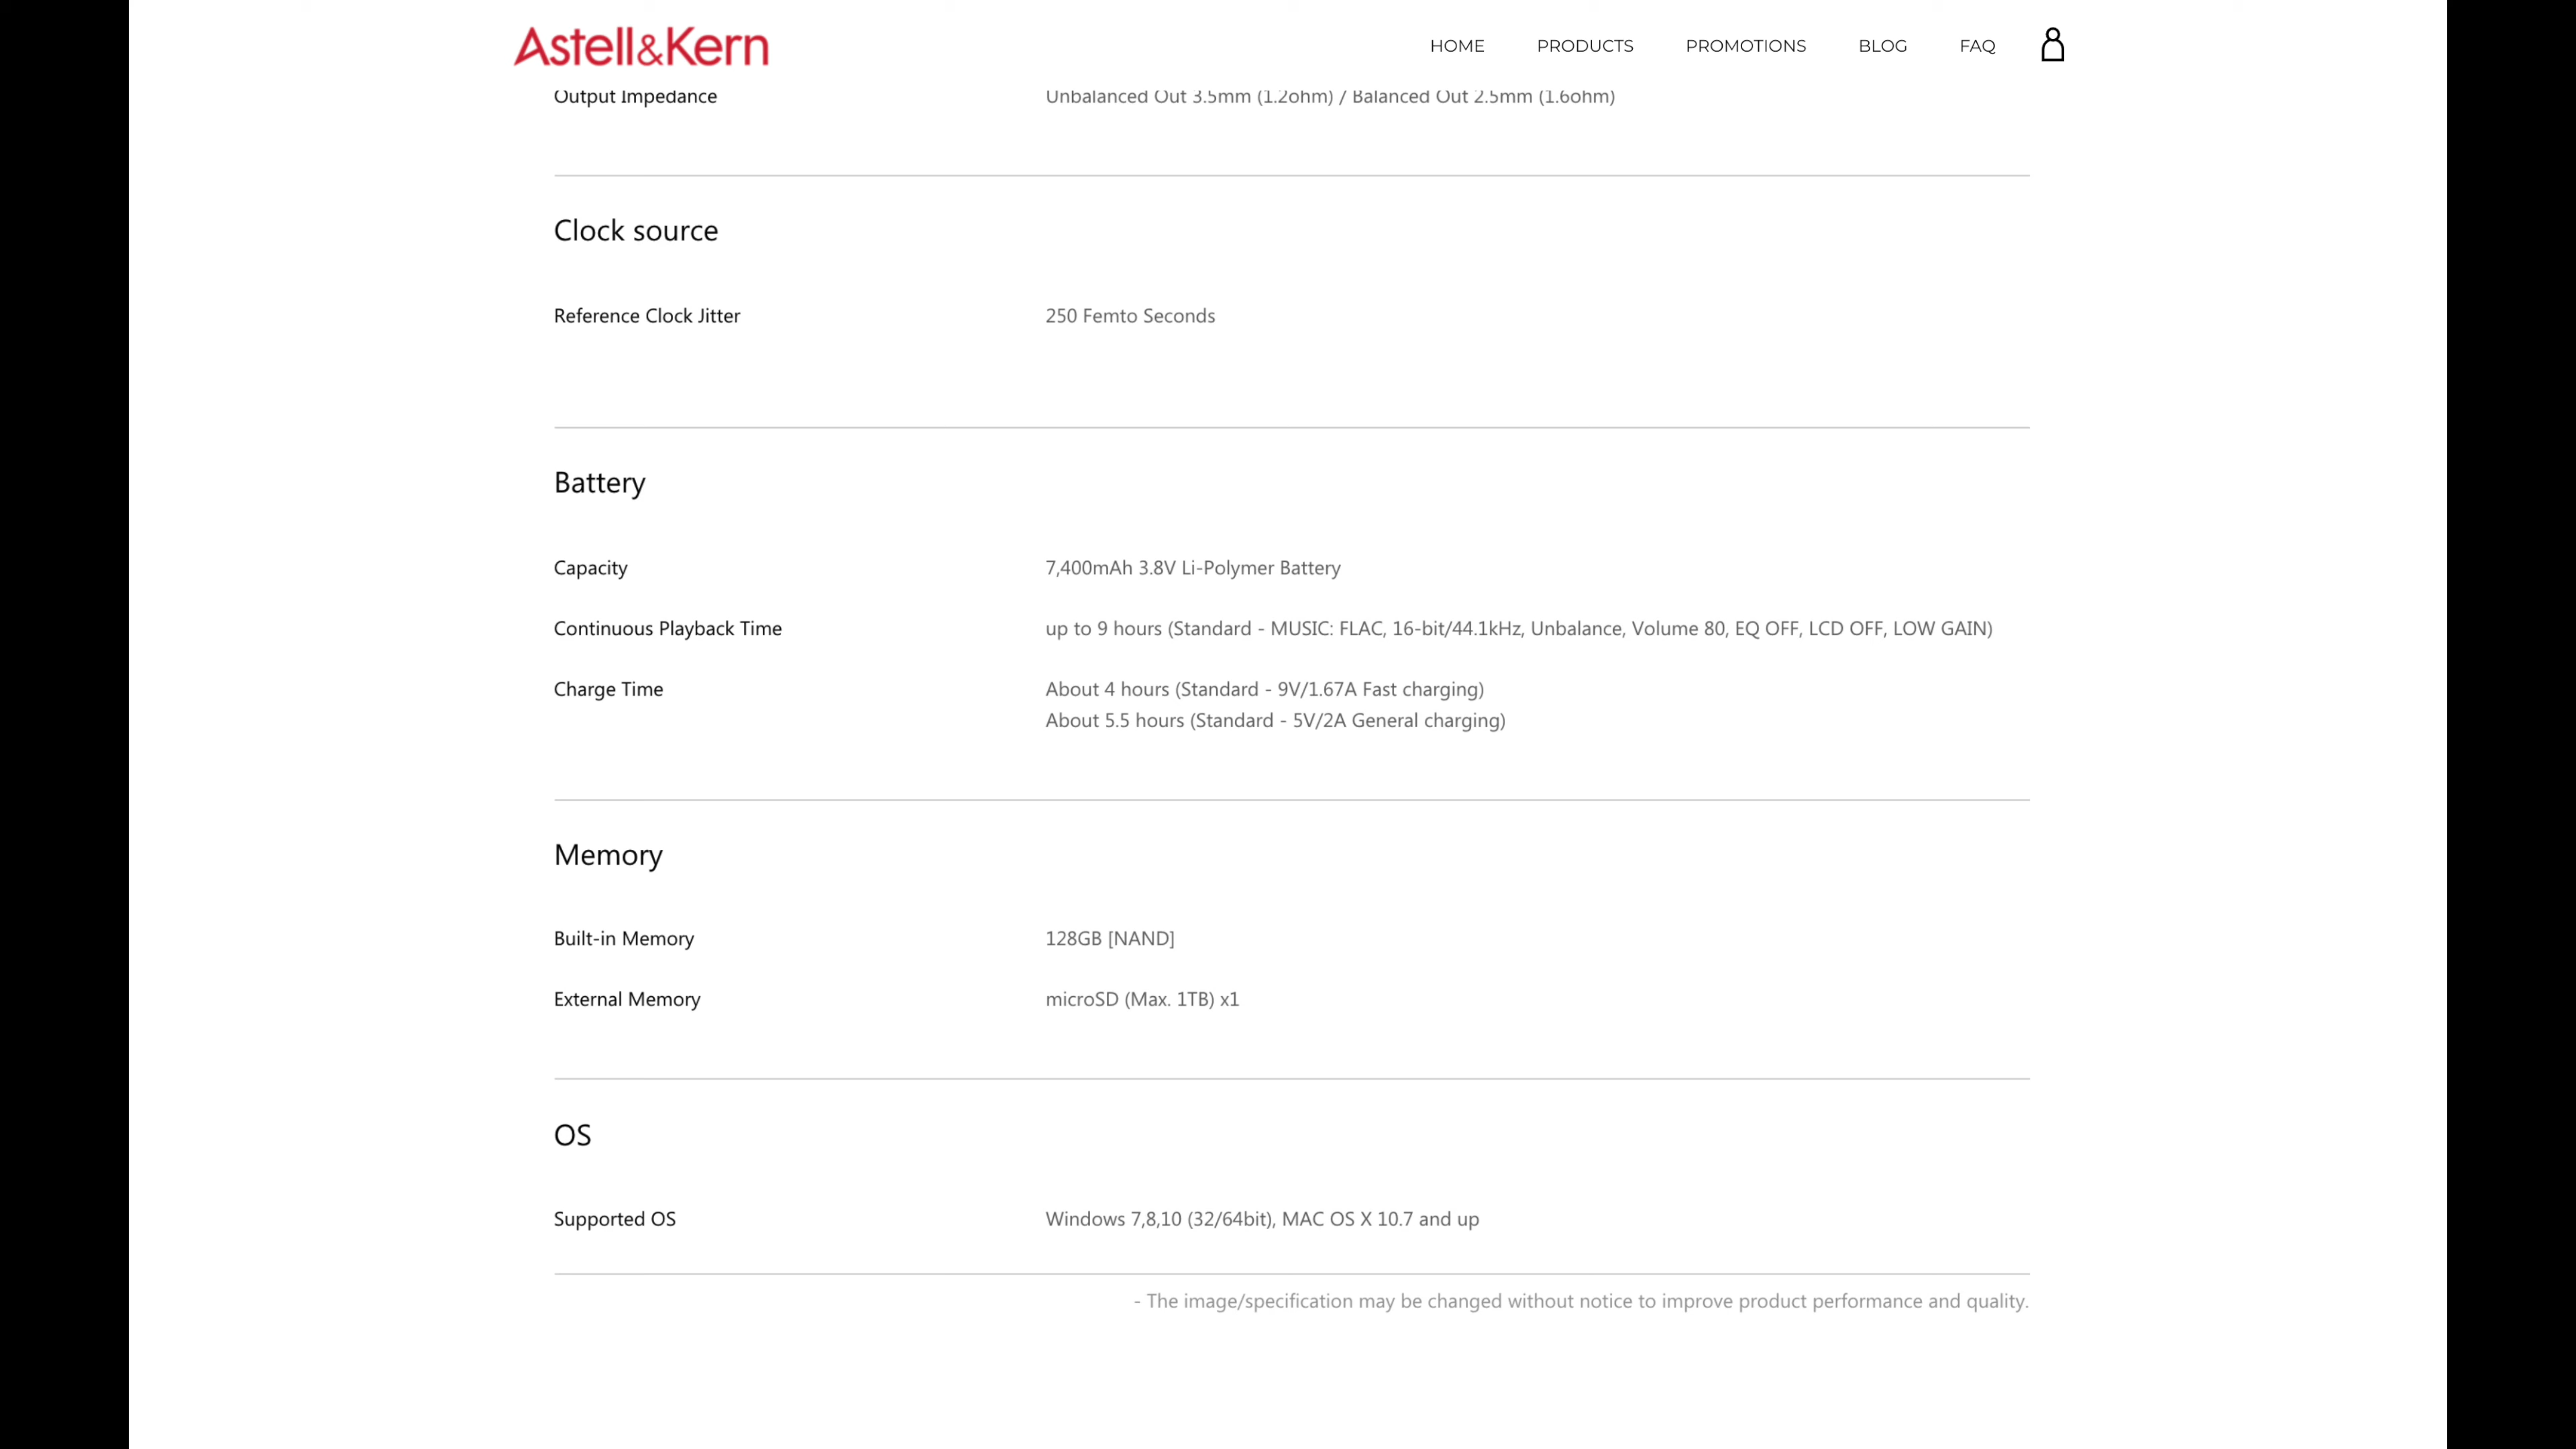 Astell&Kern
HOME PRODUCTS PROMOTIONS BLOG FAQ
Output Impedance Unbalanced Out 3.5mm (1.2ohm) / Balanced Out 2.5mm (1.6ohm)
Clock source
Reference Clock Jitter 250 Femto Seconds
Battery
Capacity 7,400mAh 3.8V Li-Polymer Battery
Continuous Playback Time up to 9 hours (Standard - MUSIC: FLAC, 16-bit/44.1kHz, Unbalance, Volume 80, EQ OFF, LCD OFF, LOW GAIN)
Charge Time About 4 hours (Standard - 9V/1.67A Fast charging)
About 5.5 hours (Standard - 5V/2A General charging)
Memory
Built-in Memory 128GB [NAND]
External Memory microSD (Max. 1TB) x1
OS
Supported OS Windows 7,8,10 (32/64bit), MAC OS X 10.7 and up
- The image/specification may be changed without notice to improve product performance and quality.